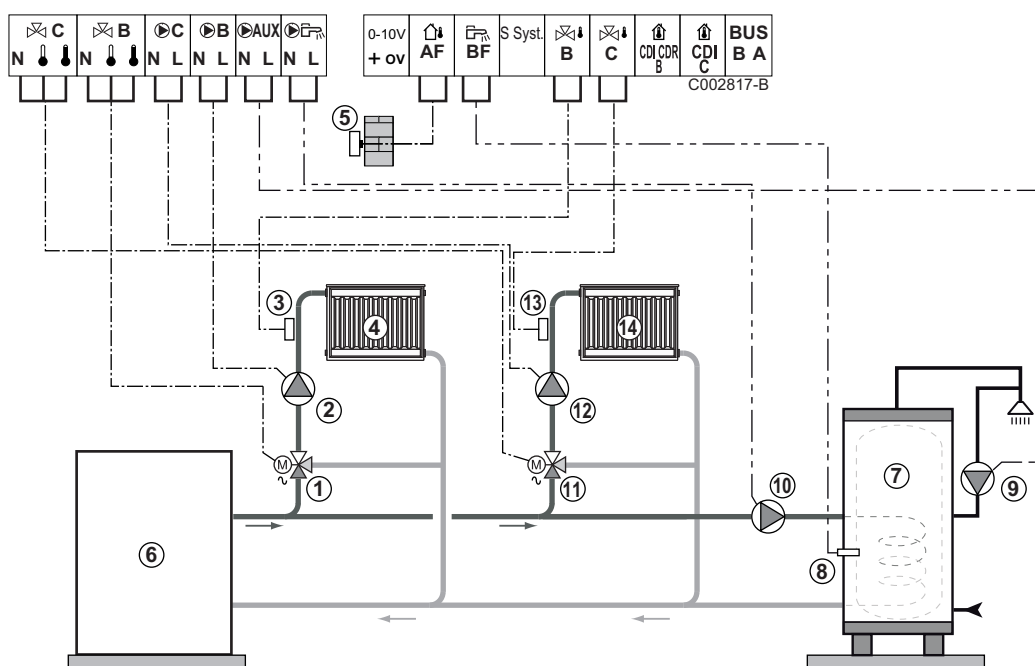 C B C B AUX
N N N L N L N L N L
0-10V
+ ov
AF
BF
S Syst.
B
C
CDI CDR
B
CDI
C
BUS
B A
C002817-B
5
3
4
13
14
2
12
M
1
M
11
10
7
9
6
8